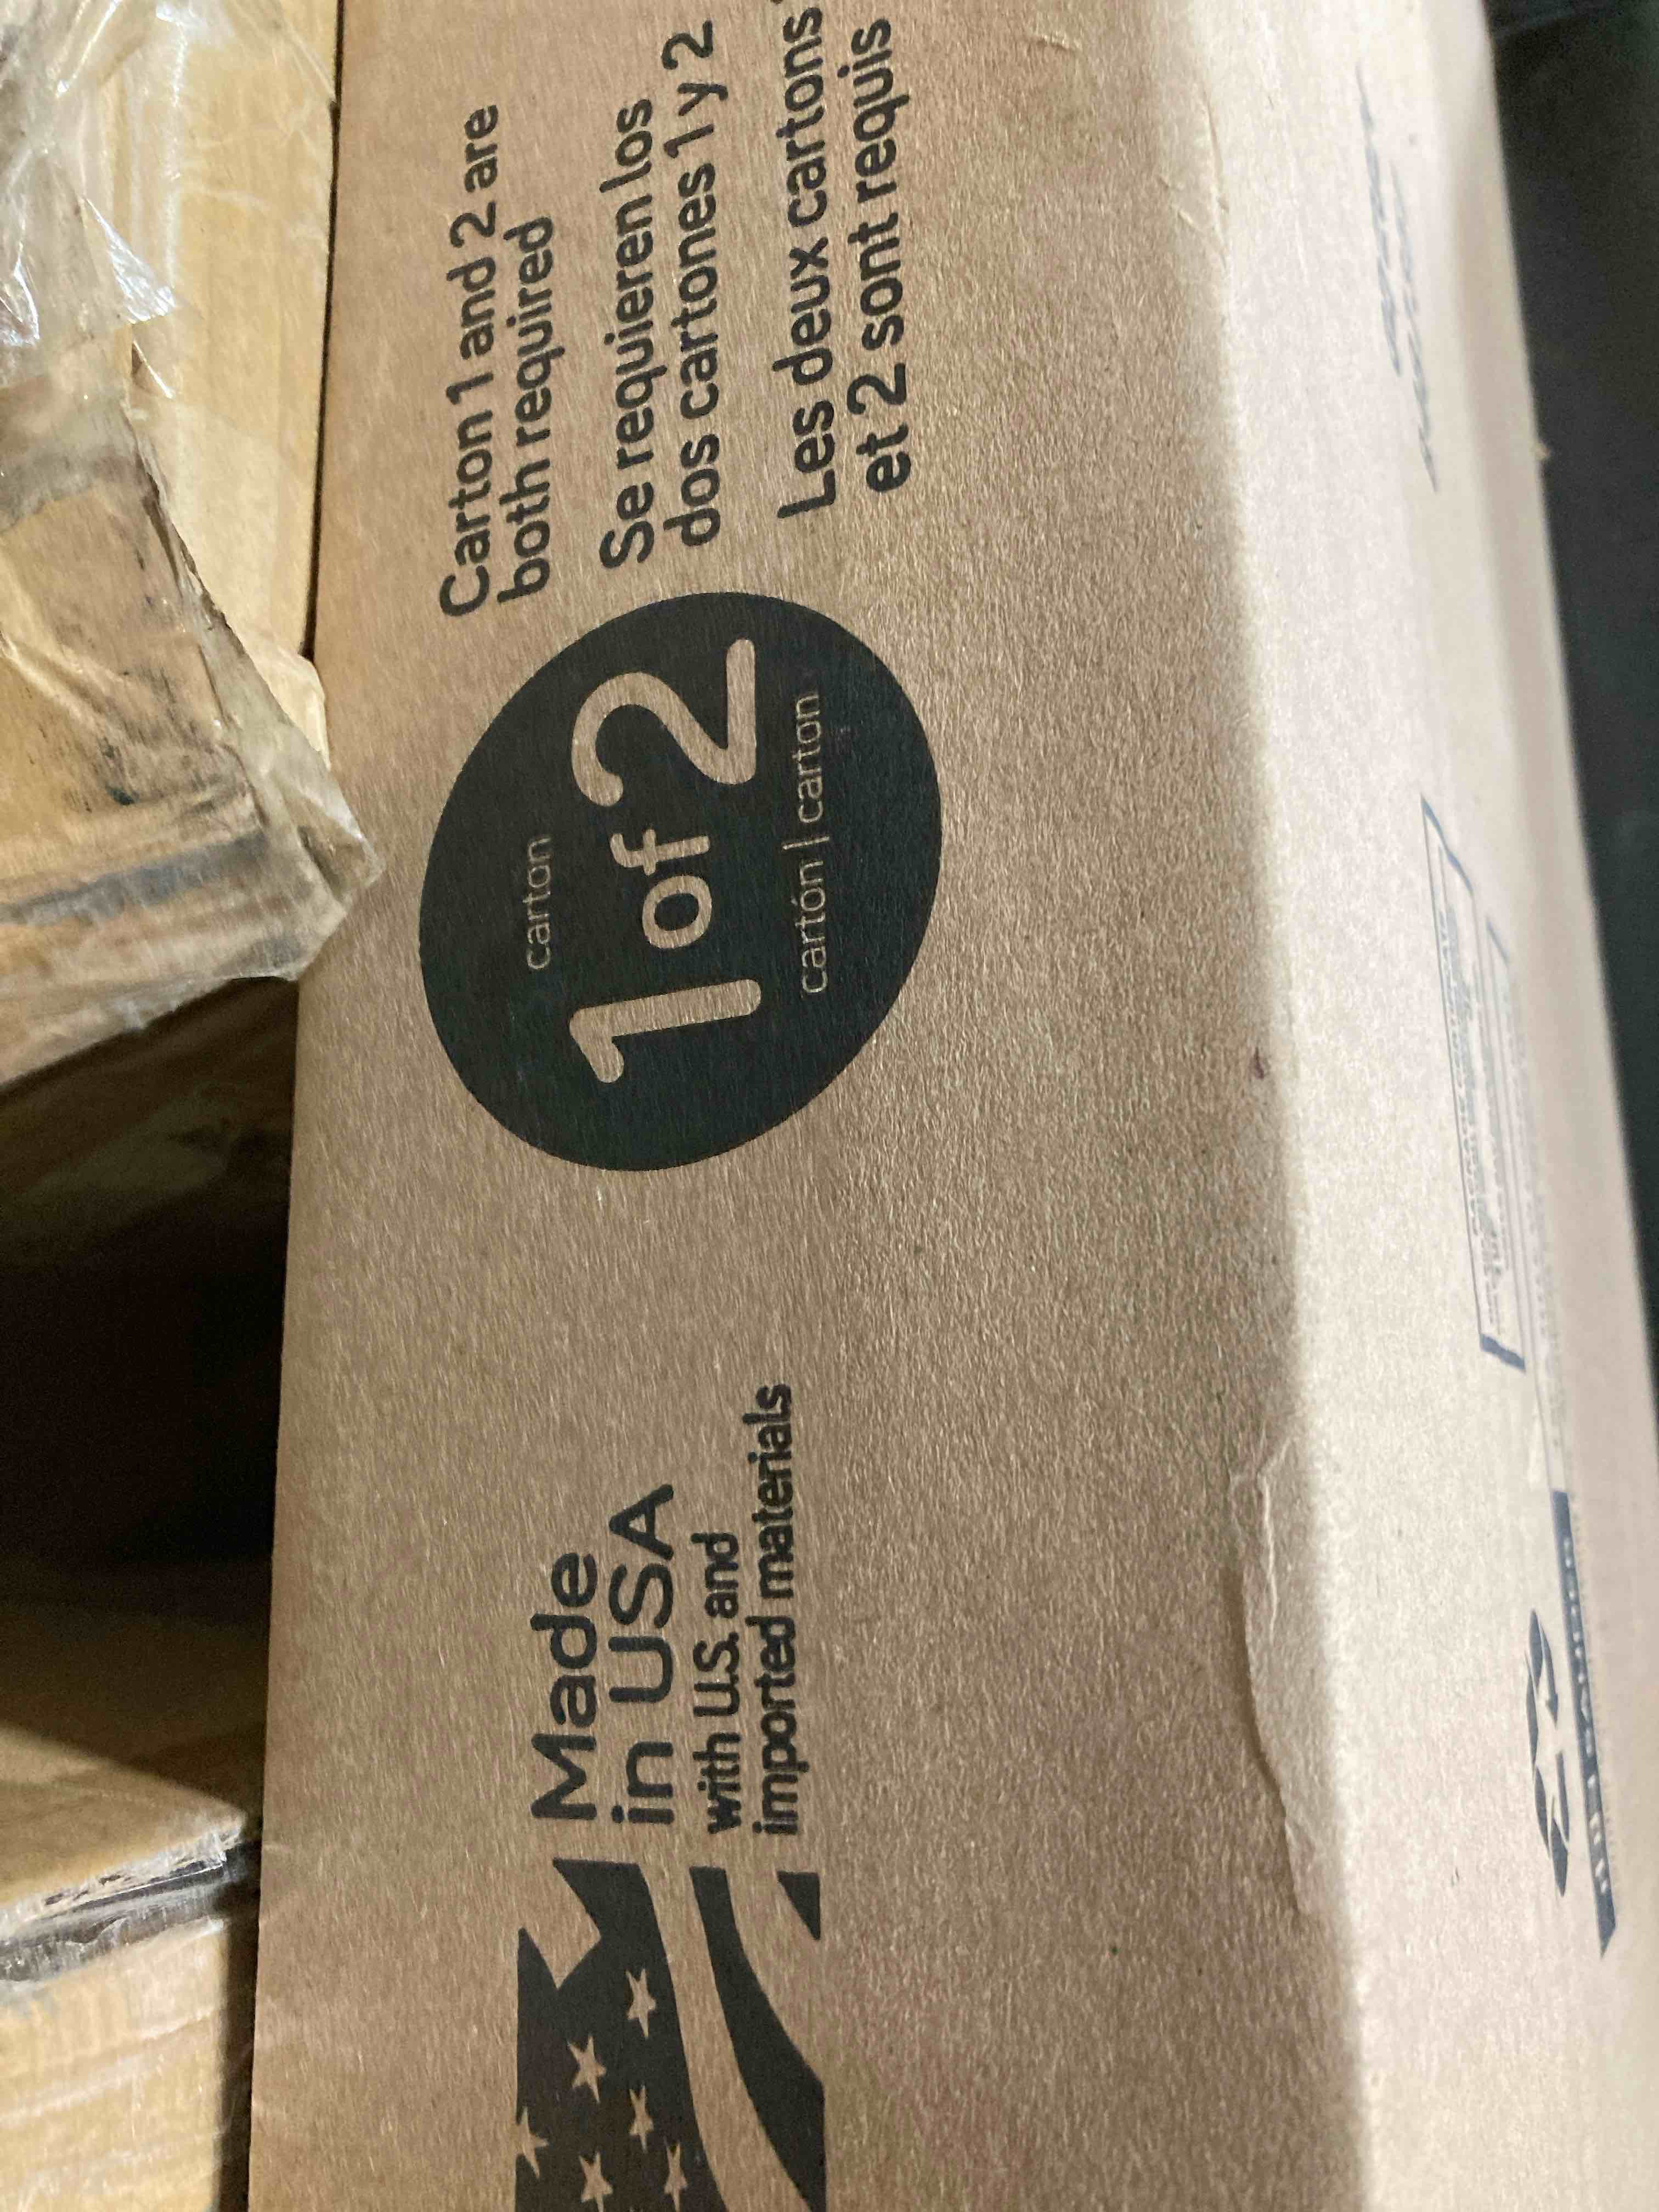 Made
in USA
with U.S. and
imported materials
carton
1 of 2
cartón | carton
Carton 1 and 2 are
both required
Se requieren los
dos cartones 1 y 2
Les deux cartons
et 2 sont requis